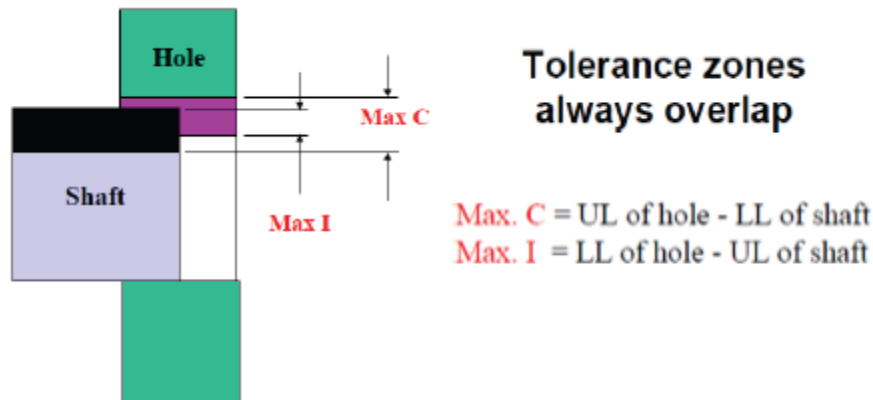 Hole
Max C
Shaft
Max I
Tolerance zones
always overlap
Max. C = UL of hole - LL of shaft
Max. I = LL of hole - UL of shaft